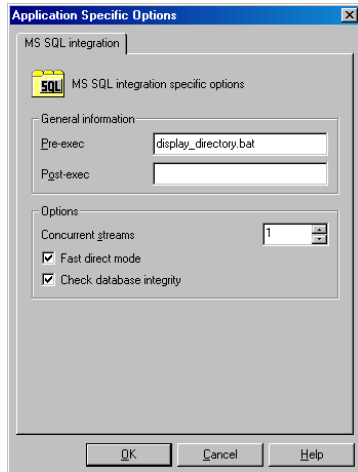 Application Specific Options
MS SQL integration
SQL MS SQL integration specific options
General information
Pre-exec display_directory.bat
Post-exec
Options
Concurrent streams 1
Fast direct mode
Check database integrity
OK Cancel Help